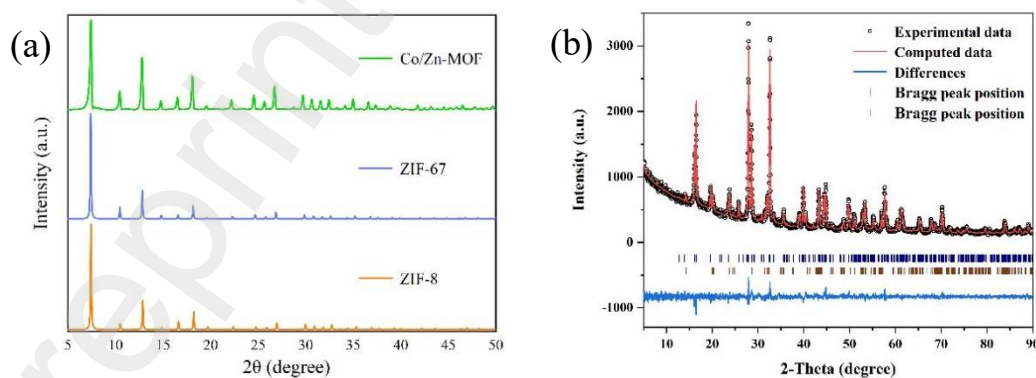 (a)
Intensity (a.u.)
Co/Zn-MOF
ZIF-67
ZIF-8
5 10 15 20 25 30 35 40 45 50
2θ (degree)
(b)
Intensity (a.u.)
3000
2000
1000
0
-1000
Experimental data
Computed data
Differences
Bragg peak position
Bragg peak position
10 20 30 40 50 60 70 80 90
2-Theta (degree)
reprint